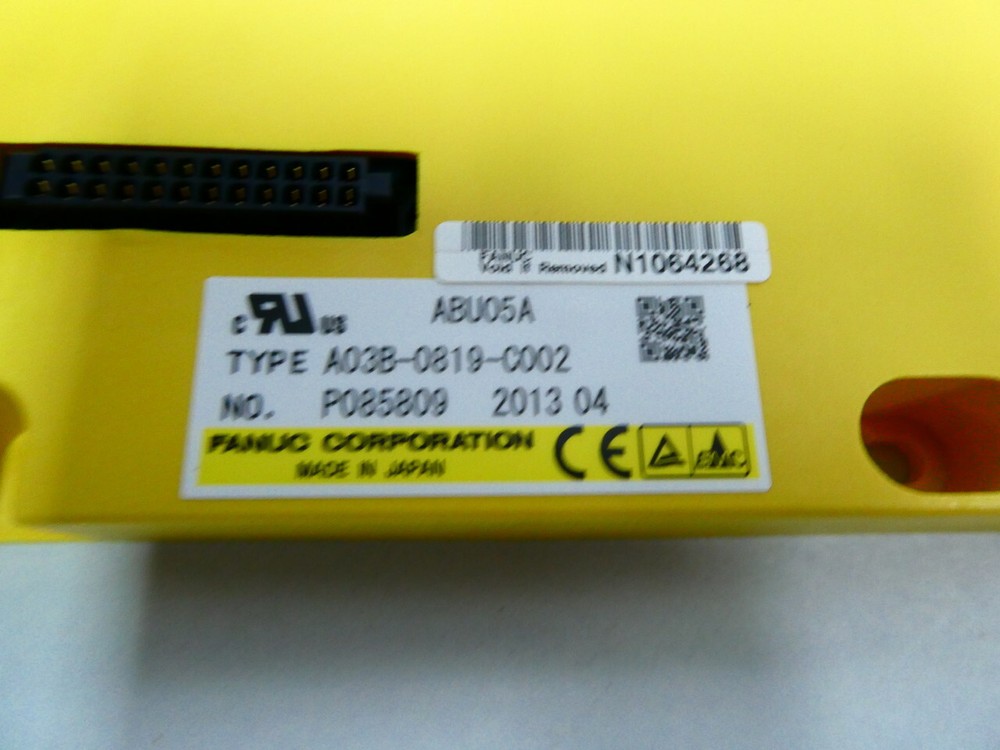 FANUC
Void if Removed N1064268
c RU US ABU05A
TYPE A03B-0819-C002
NO. P085809 2013 04
FANUC CORPORATION CE
MADE IN JAPAN EMC